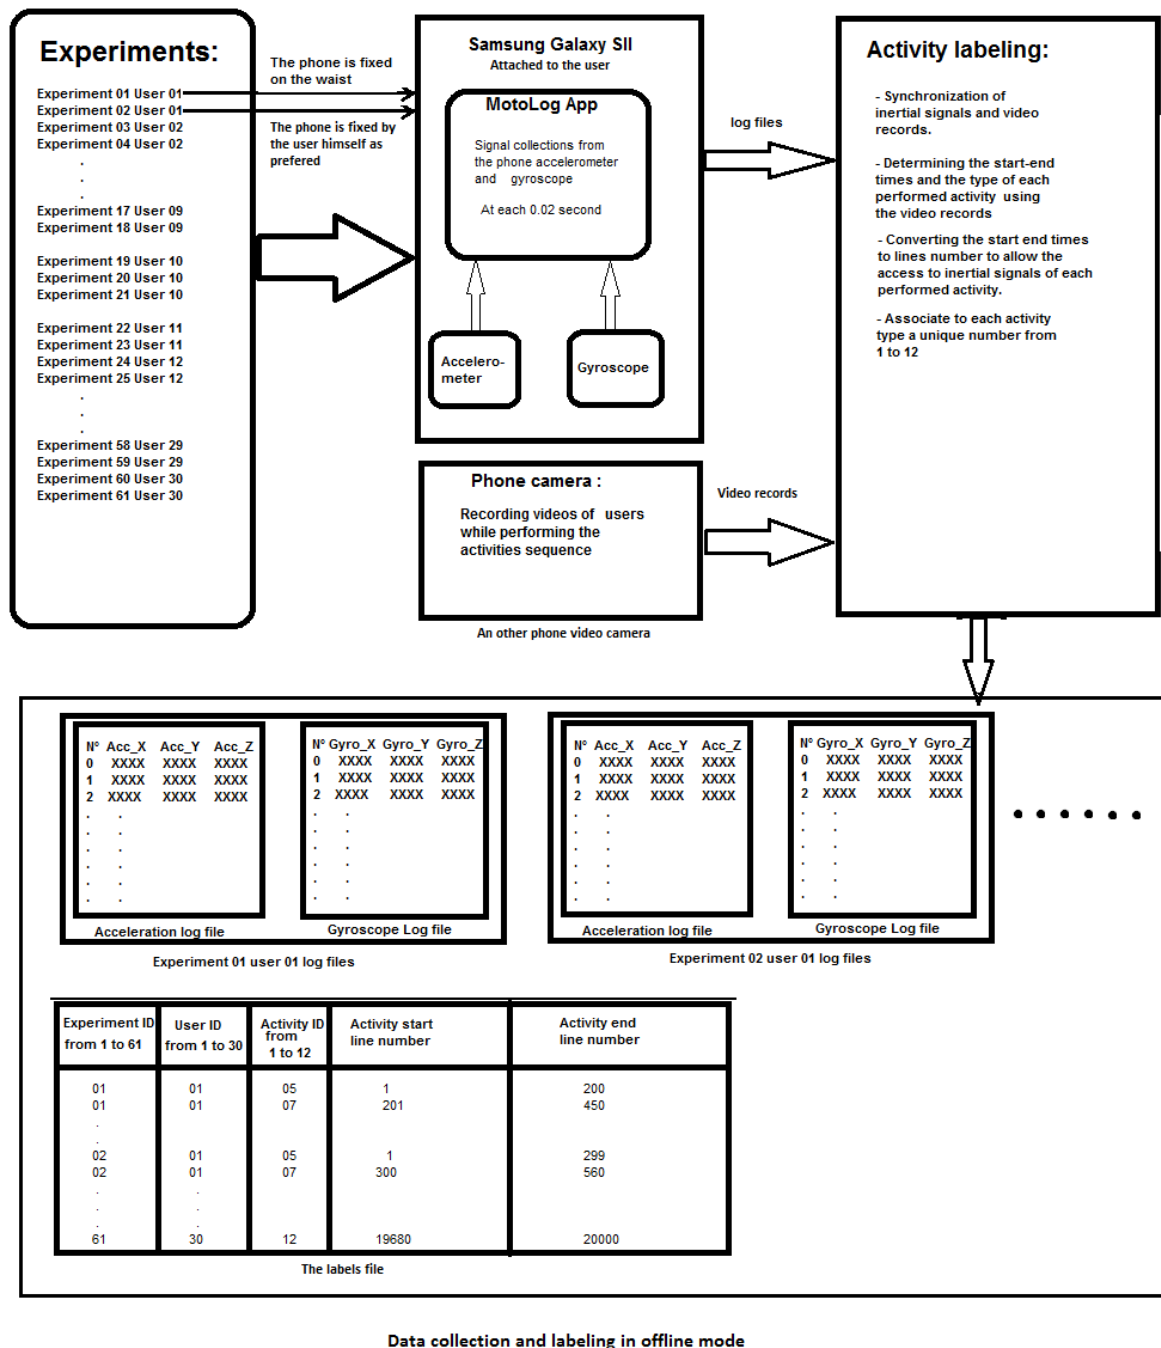 Experiments:
Experiment 01 User 01
Experiment 02 User 01
Experiment 03 User 02
Experiment 04 User 02
.
.
.
Experiment 17 User 09
Experiment 18 User 09
Experiment 19 User 10
Experiment 20 User 10
Experiment 21 User 10
Experiment 22 User 11
Experiment 23 User 11
Experiment 24 User 12
Experiment 25 User 12
.
.
.
Experiment 58 User 29
Experiment 59 User 29
Experiment 60 User 30
Experiment 61 User 30
The phone is fixed
on the waist
The phone is fixed by
the user himself as
prefered
Samsung Galaxy SII
Attached to the user
MotoLog App
Signal collections from
the phone accelerometer
and gyroscope
At each 0.02 second
Accelero-
meter
Gyroscope
log files
Phone camera :
Recording videos of users
while performing the
activities sequence
An other phone video camera
Video records
Activity labeling:
- Synchronization of
inertial signals and video
records.
- Determining the start-end
times and the type of each
performed activity using
the video records
- Converting the start end times
to lines number to allow the
access to inertial signals of each
performed activity.
- Associate to each activity
type a unique number from
1 to 12
N° Acc_X Acc_Y Acc_Z
0 XXXX XXXX XXXX
1 XXXX XXXX XXXX
2 XXXX XXXX XXXX
. .
. .
. .
. .
. .
. .
Acceleration log file
N° Gyro_X Gyro_Y Gyro_Z
0 XXXX XXXX XXXX
1 XXXX XXXX XXXX
2 XXXX XXXX XXXX
. .
. .
. .
. .
. .
. .
Gyroscope Log file
Experiment 01 user 01 log files
N° Acc_X Acc_Y Acc_Z
0 XXXX XXXX XXXX
1 XXXX XXXX XXXX
2 XXXX XXXX XXXX
. .
. .
. .
. .
. .
. .
Acceleration log file
N° Gyro_X Gyro_Y Gyro_Z
0 XXXX XXXX XXXX
1 XXXX XXXX XXXX
2 XXXX XXXX XXXX
. .
. .
. .
. .
. .
. .
Gyroscope Log file
Experiment 02 user 01 log files
. . . . . .
Experiment ID
from 1 to 61
User ID
from 1 to 30
Activity ID
from
1 to 12
Activity start
line number
Activity end
line number
01 01 05 1 200
01 01 07 201 450
.
.
02 01 05 1 299
02 01 07 300 560
. .
. .
. .
61 30 12 19680 20000
The labels file
Data collection and labeling in offline mode